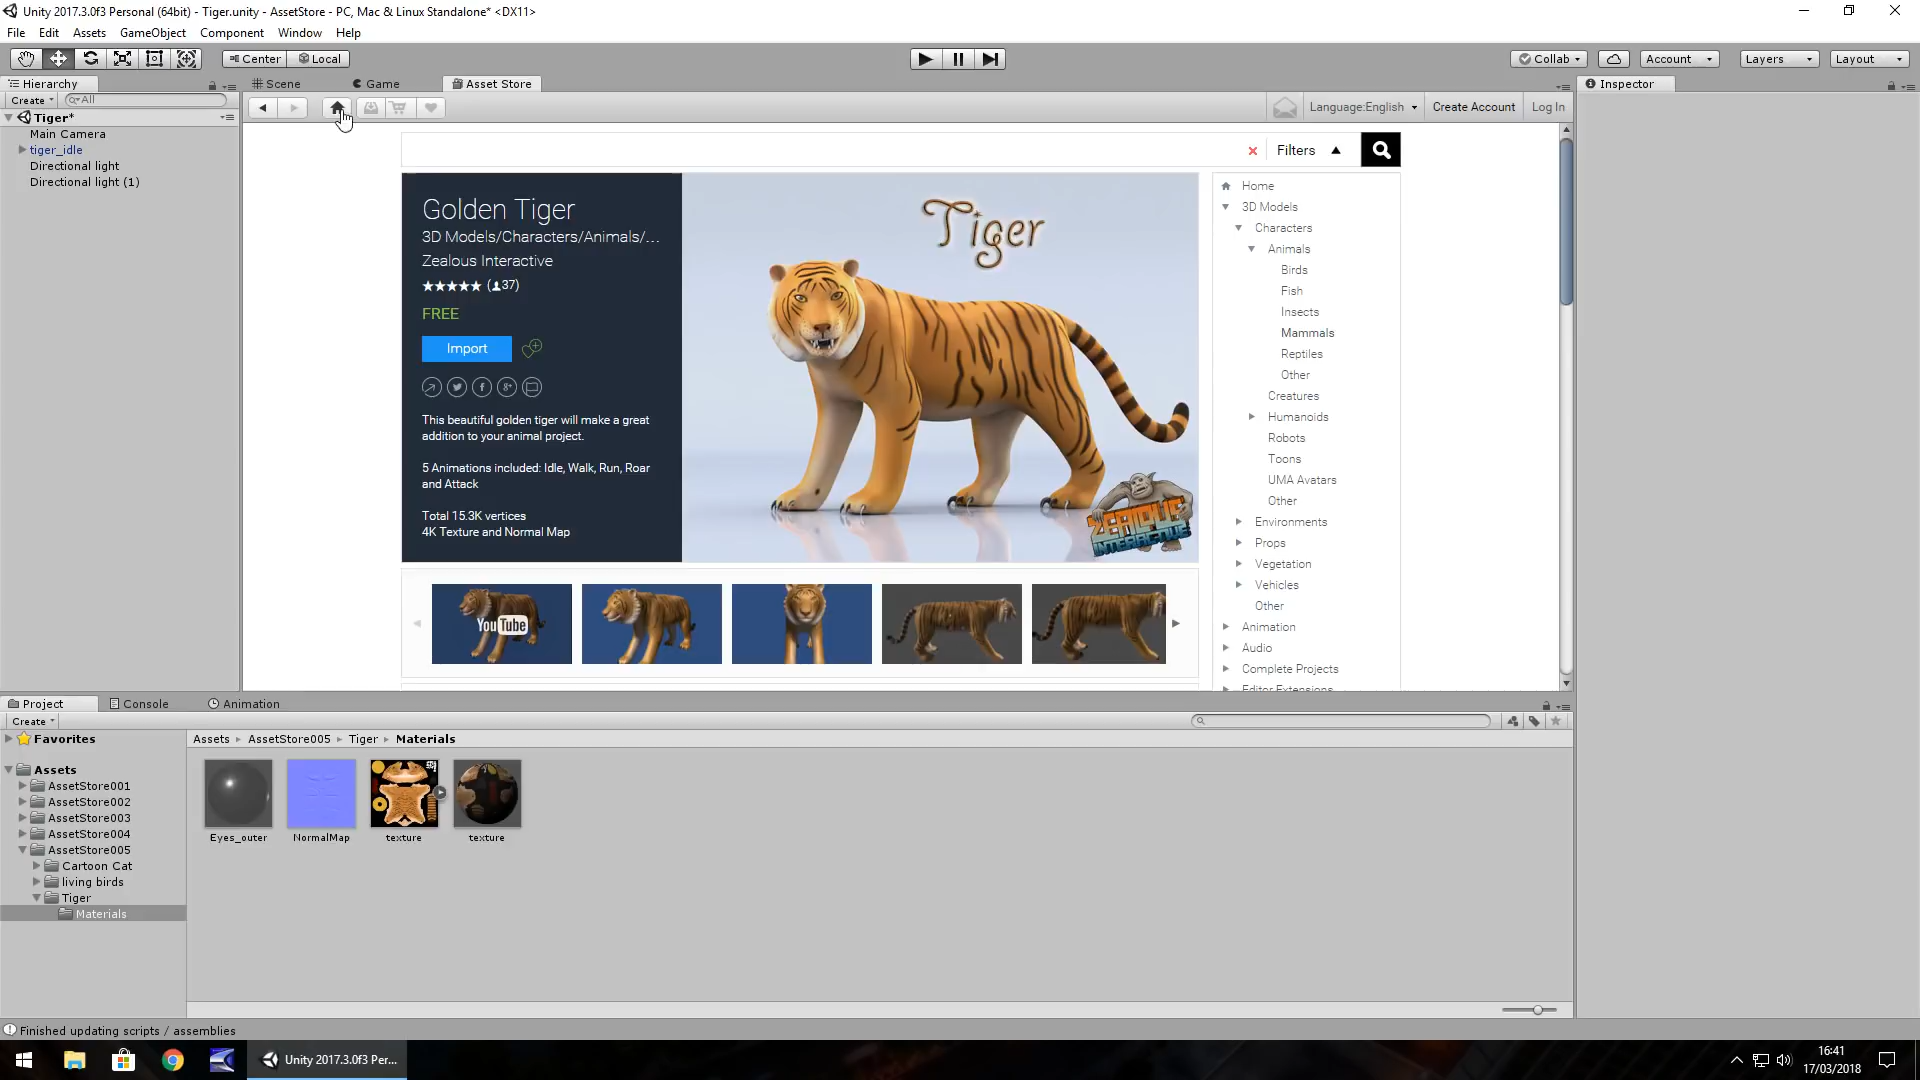 Unity 2017.3.0f3 Personal (64bit) - Tiger.unity - AssetStore - PC, Mac & Linux Standalone* <DX11>
File Edit Assets GameObject Component Window Help
Center Local
Collab Account Layers Layout
Hierarchy
Scene Game Asset Store
Inspector
Create All
Language:English Create Account Log In
Tiger*
Main Camera
tiger_idle
Directional light
Directional light (1)
Filters
Golden Tiger
3D Models/Characters/Animals/...
Zealous Interactive
(37)
FREE
Import
This beautiful golden tiger will make a great
addition to your animal project.
5 Animations included: Idle, Walk, Run, Roar
and Attack
Total 15.3K vertices
4K Texture and Normal Map
Tiger
ZEALOUS
INTERACTIVE
YouTube
Home
3D Models
Characters
Animals
Birds
Fish
Insects
Mammals
Reptiles
Other
Creatures
Humanoids
Robots
Toons
UMA Avatars
Other
Environments
Props
Vegetation
Vehicles
Other
Animation
Audio
Complete Projects
Editor Extensions
Project Console Animation
Create
Favorites
Assets
AssetStore001
AssetStore002
AssetStore003
AssetStore004
AssetStore005
Cartoon Cat
living birds
Tiger
Materials
Assets AssetStore005 Tiger Materials
Eyes_outer NormalMap texture texture
Finished updating scripts / assemblies
Unity 2017.3.0f3 Per...
16:41
17/03/2018